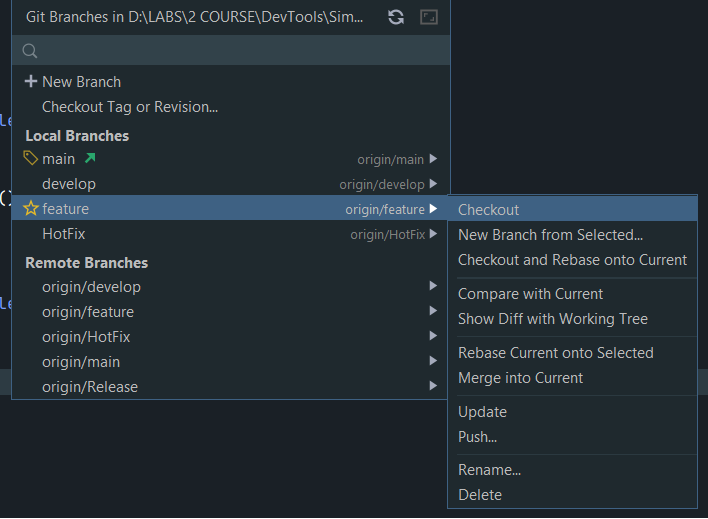 Git Branches in D:\LABS\2 COURSE\DevTools\Sim...
New Branch
Checkout Tag or Revision...
Local Branches
main origin/main
develop origin/develop
feature origin/feature
HotFix origin/HotFix
Remote Branches
origin/develop
origin/feature
origin/HotFix
origin/main
origin/Release
Checkout
New Branch from Selected...
Checkout and Rebase onto Current
Compare with Current
Show Diff with Working Tree
Rebase Current onto Selected
Merge into Current
Update
Push...
Rename...
Delete